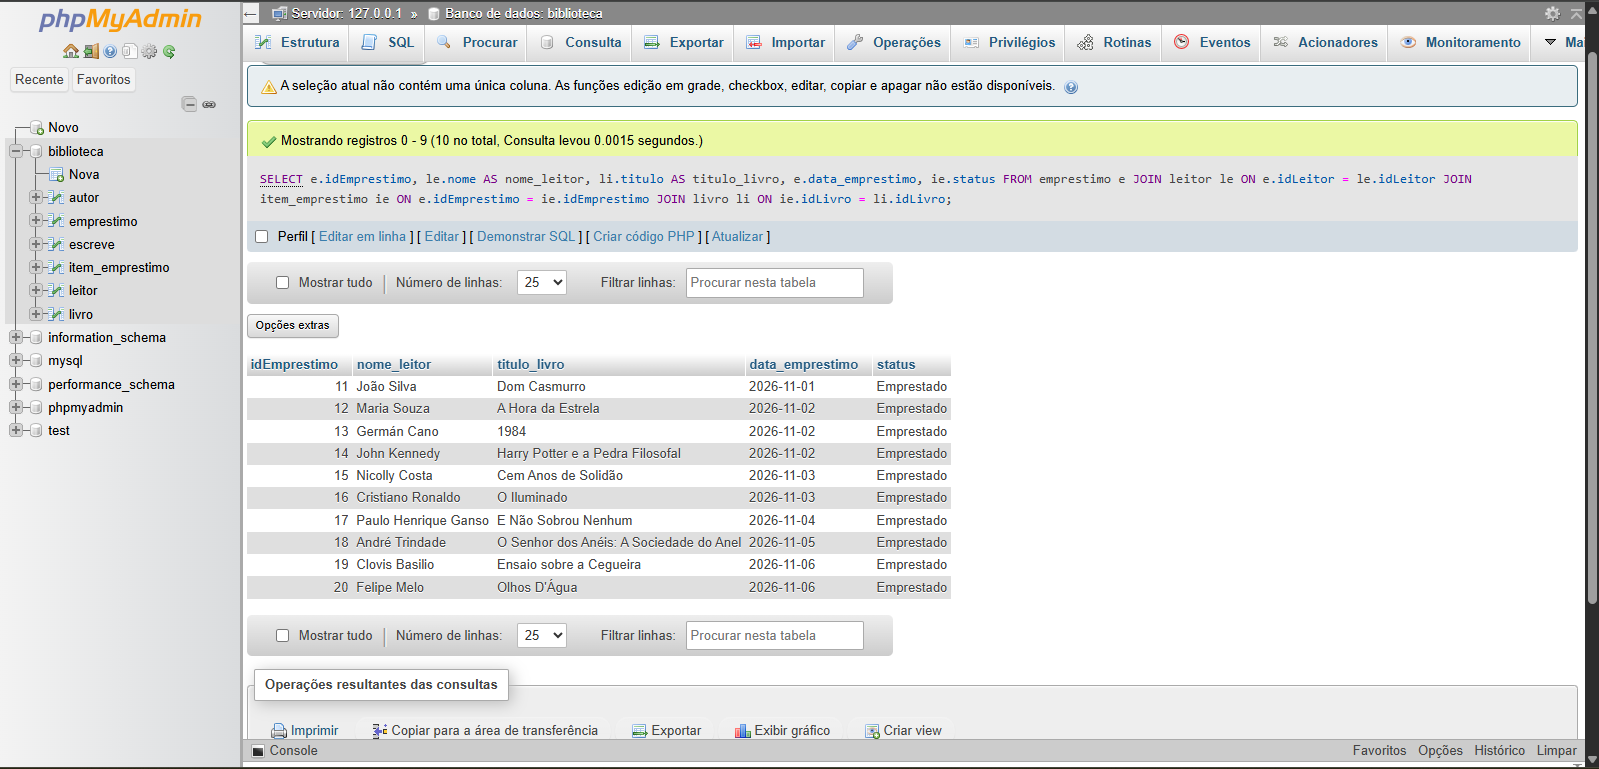 phpMyAdmin
Recente Favoritos
Novo
biblioteca
Nova
autor
emprestimo
escreve
item_emprestimo
leitor
livro
information_schema
mysql
performance_schema
phpmyadmin
test
Servidor: 127.0.0.1 » Banco de dados: biblioteca
Estrutura SQL Procurar Consulta Exportar Importar Operações Privilégios Rotinas Eventos Acionadores Monitoramento Mai
A seleção atual não contém uma única coluna. As funções edição em grade, checkbox, editar, copiar e apagar não estão disponíveis.
Mostrando registros 0 - 9 (10 no total, Consulta levou 0.0015 segundos.)
SELECT e.idEmprestimo, le.nome AS nome_leitor, li.titulo AS titulo_livro, e.data_emprestimo, ie.status FROM emprestimo e JOIN leitor le ON e.idLeitor = le.idLeitor JOIN
item_emprestimo ie ON e.idEmprestimo = ie.idEmprestimo JOIN livro li ON ie.idLivro = li.idLivro;
Perfil [ Editar em linha ] [ Editar ] [ Demonstrar SQL ] [ Criar código PHP ] [ Atualizar ]
Mostrar tudo | Número de linhas: 25 Filtrar linhas: Procurar nesta tabela
Opções extras
idEmprestimo nome_leitor titulo_livro data_emprestimo status
11 João Silva Dom Casmurro 2026-11-01 Emprestado
12 Maria Souza A Hora da Estrela 2026-11-02 Emprestado
13 Germán Cano 1984 2026-11-02 Emprestado
14 John Kennedy Harry Potter e a Pedra Filosofal 2026-11-02 Emprestado
15 Nicolly Costa Cem Anos de Solidão 2026-11-03 Emprestado
16 Cristiano Ronaldo O Iluminado 2026-11-03 Emprestado
17 Paulo Henrique Ganso E Não Sobrou Nenhum 2026-11-04 Emprestado
18 André Trindade O Senhor dos Anéis: A Sociedade do Anel 2026-11-05 Emprestado
19 Clovis Basilio Ensaio sobre a Cegueira 2026-11-06 Emprestado
20 Felipe Melo Olhos D'Água 2026-11-06 Emprestado
Mostrar tudo | Número de linhas: 25 Filtrar linhas: Procurar nesta tabela
Operações resultantes das consultas
Imprimir Copiar para a área de transferência Exportar Exibir gráfico Criar view
Console Favoritos Opções Histórico Limpar